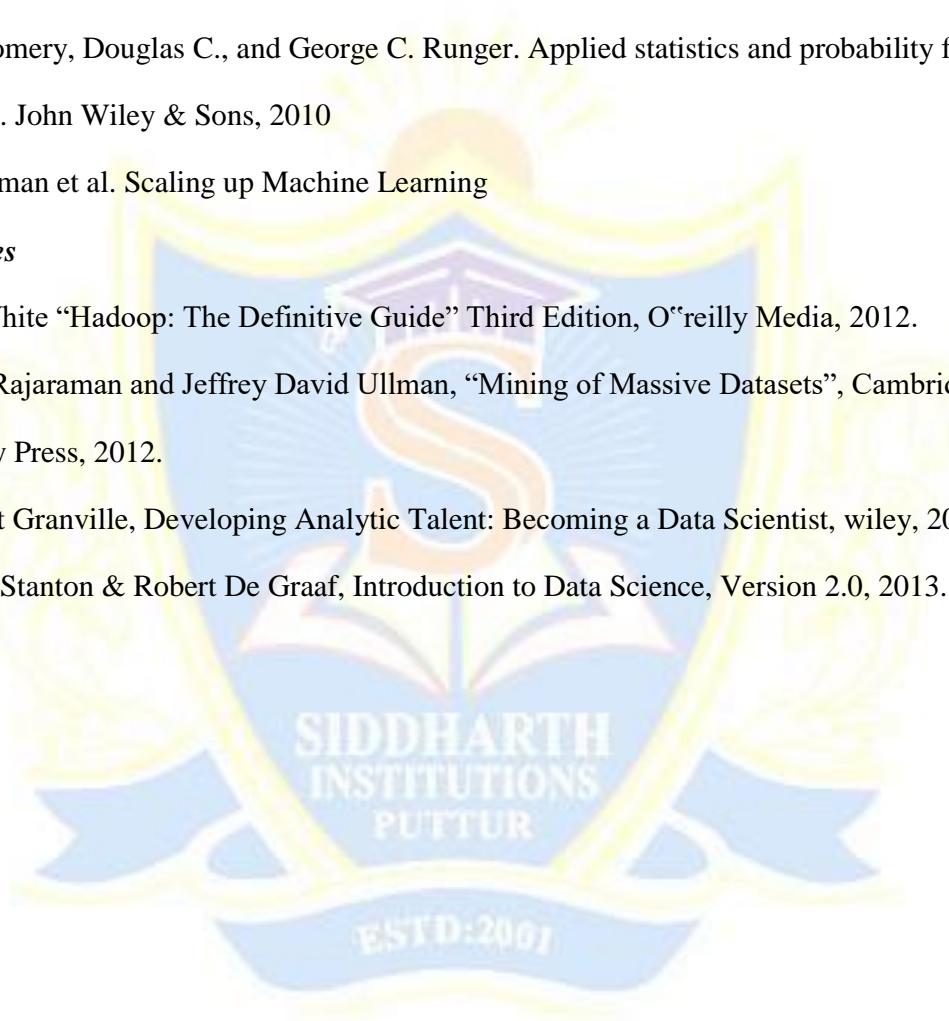 omery, Douglas C., and George C. Runger. Applied statistics and probability f
. John Wiley & Sons, 2010
man et al. Scaling up Machine Learning
es
hite “Hadoop: The Definitive Guide” Third Edition, O‟reilly Media, 2012.
Rajaraman and Jeffrey David Ullman, “Mining of Massive Datasets”, Cambrid
y Press, 2012.
t Granville, Developing Analytic Talent: Becoming a Data Scientist, wiley, 20
Stanton & Robert De Graaf, Introduction to Data Science, Version 2.0, 2013.
S
SIDDHARTH
INSTITUTIONS
PUTTUR
ESTD:2001